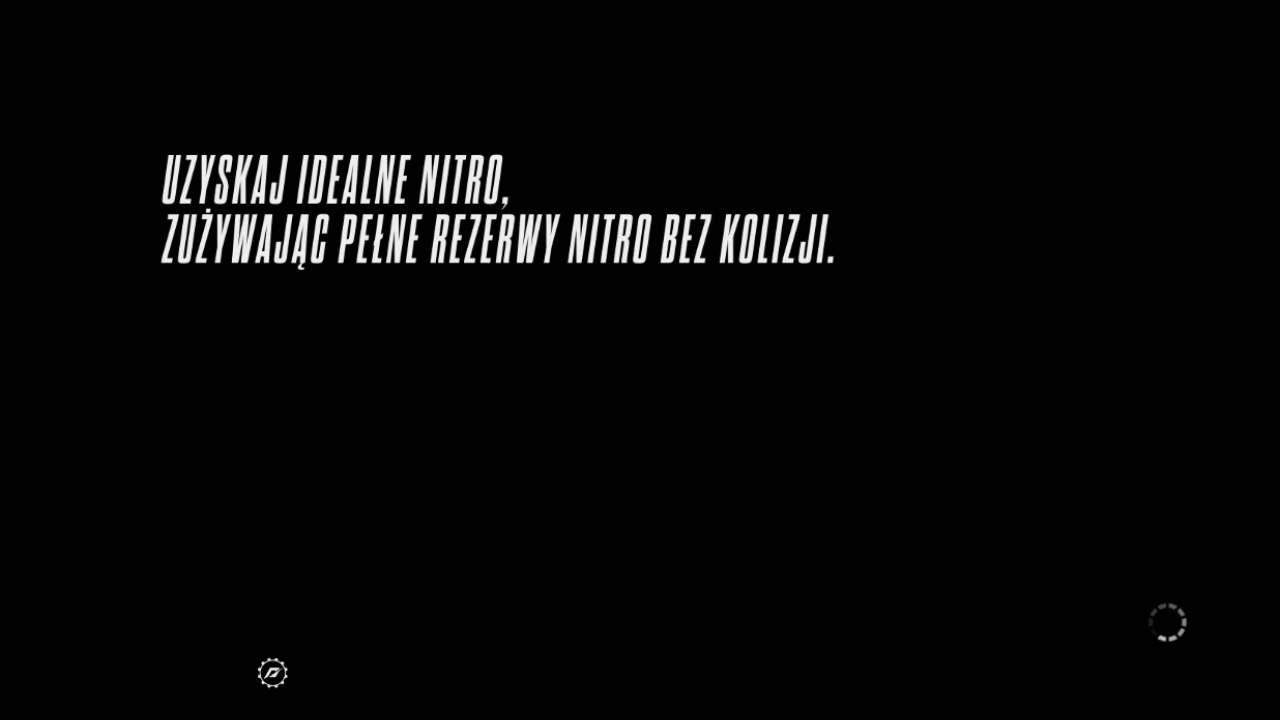 UZYSKAJ IDEALNE NITRO,
ZUŻYWAJĄC PEŁNE REZERWY NITRO BEZ KOLIZJI.